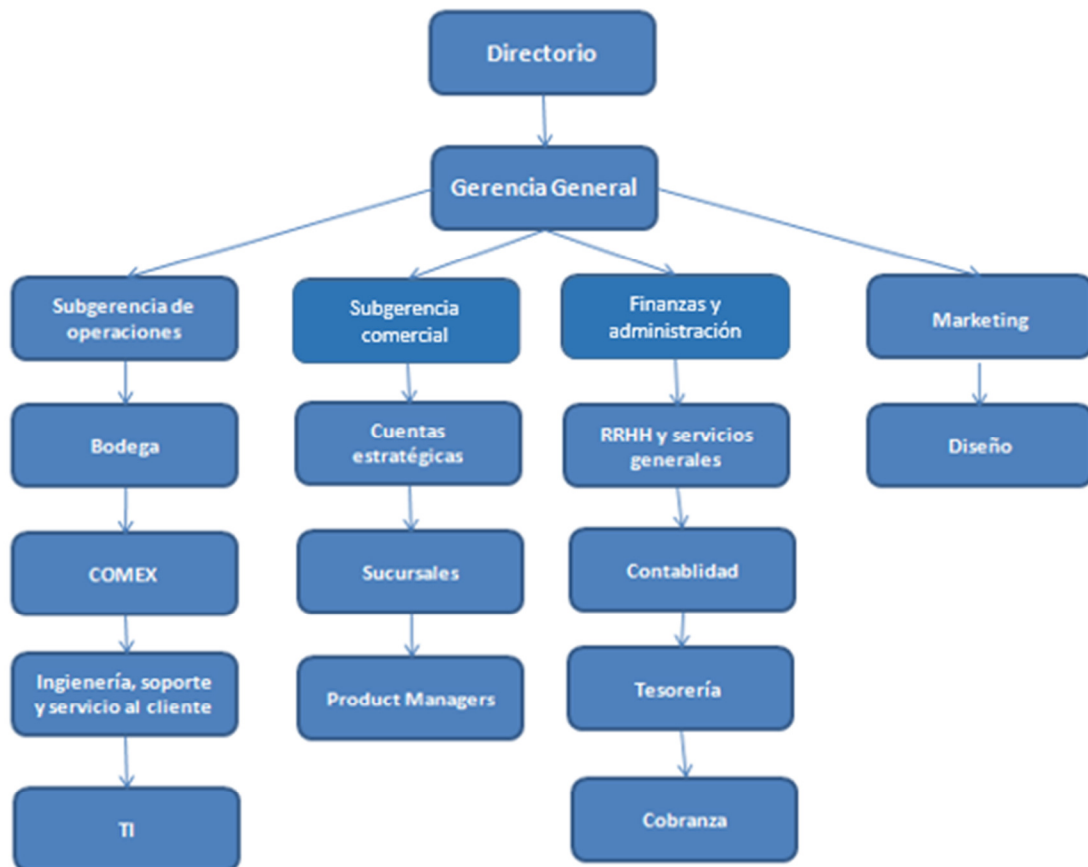 Directorio
Gerencia General
Subgerencia de
operaciones
Subgerencia
comercial
Finanzas y
administración
Marketing
Bodega
Cuentas
estratégicas
RRHH y servicios
generales
Diseño
COMEX
Sucursales
Contablidad
Ingienería, soporte
y servicio al cliente
Product Managers
Tesorería
TI
Cobranza